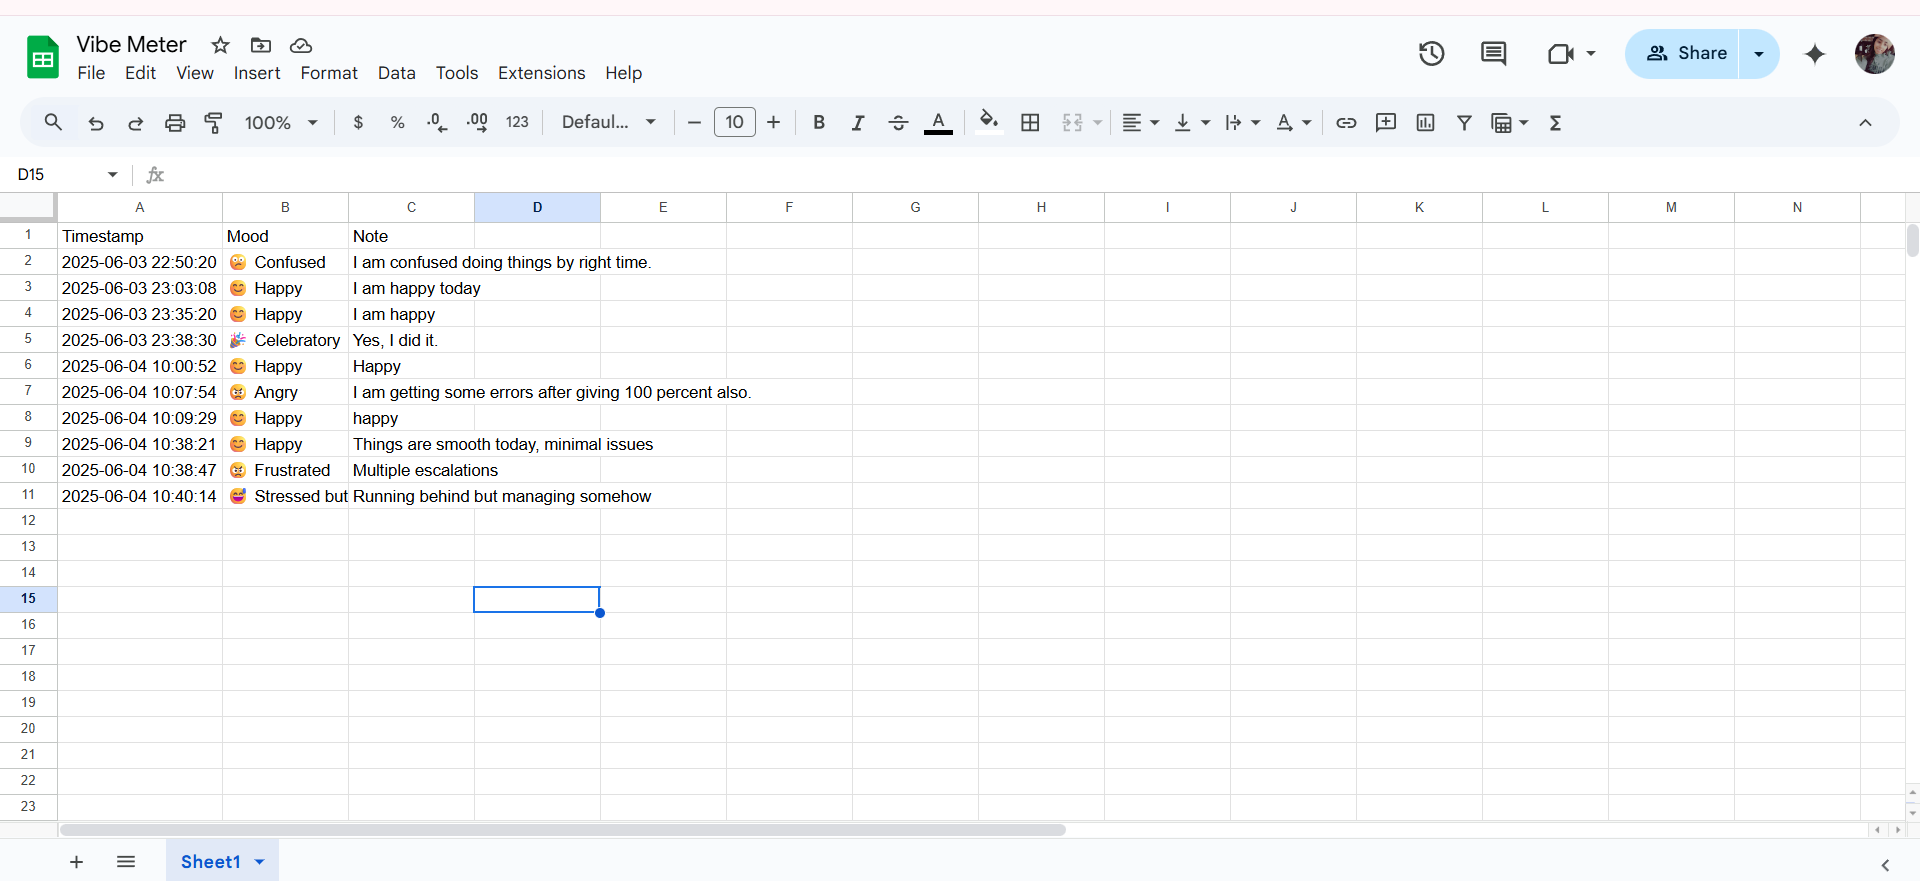 Vibe Meter
File Edit View Insert Format Data Tools Extensions Help
Share
100% $ % .0 .00 123 Defaul... 10 B I S A A Σ
D15 fx
A B C D E F G H I J K L M N
1 Timestamp Mood Note
2 2025-06-03 22:50:20 😕 Confused I am confused doing things by right time.
3 2025-06-03 23:03:08 😊 Happy I am happy today
4 2025-06-03 23:35:20 😊 Happy I am happy
5 2025-06-03 23:38:30 🎉 Celebratory Yes, I did it.
6 2025-06-04 10:00:52 😊 Happy Happy
7 2025-06-04 10:07:54 😠 Angry I am getting some errors after giving 100 percent also.
8 2025-06-04 10:09:29 😊 Happy happy
9 2025-06-04 10:38:21 😊 Happy Things are smooth today, minimal issues
10 2025-06-04 10:38:47 😠 Frustrated Multiple escalations
11 2025-06-04 10:40:14 😅 Stressed but Running behind but managing somehow
12
13
14
15
16
17
18
19
20
21
22
23
Sheet1